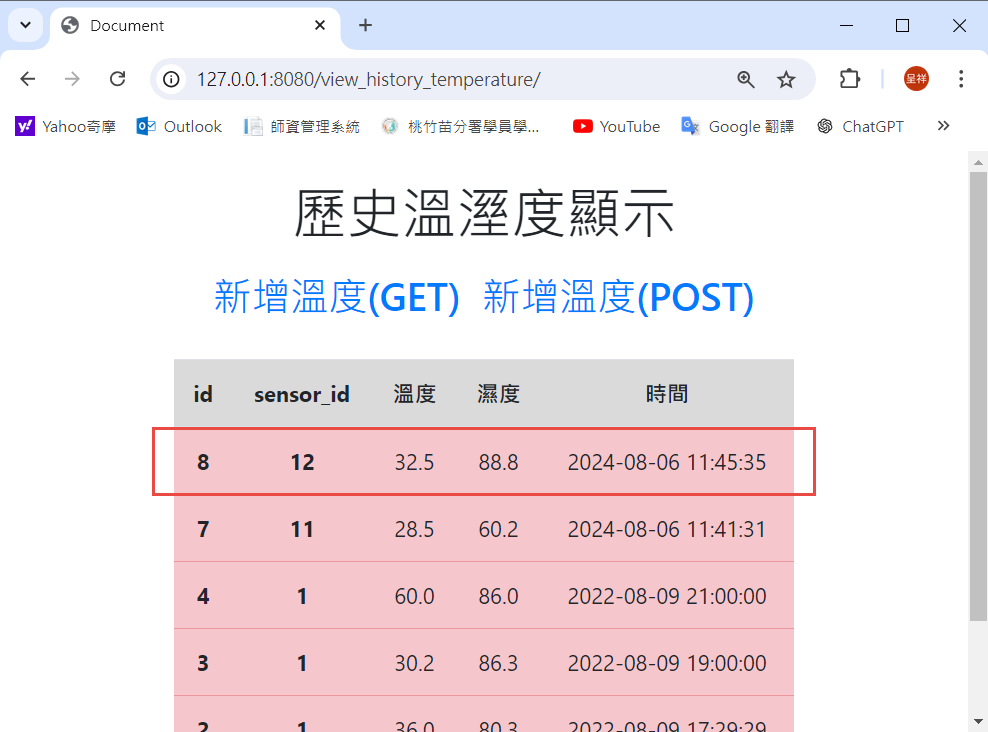 Document
127.0.0.1:8080/view_history_temperature/
呈祥
Yahoo奇摩 Outlook 師資管理系統 桃竹苗分署學員學... YouTube Google 翻譯 ChatGPT
歷史溫溼度顯示
新增溫度(GET) 新增溫度(POST)
id sensor_id 溫度 濕度 時間
8 12 32.5 88.8 2024-08-06 11:45:35
7 11 28.5 60.2 2024-08-06 11:41:31
4 1 60.0 86.0 2022-08-09 21:00:00
3 1 30.2 86.3 2022-08-09 19:00:00
2 1 36.0 80.3 2022-08-09 17:29:29